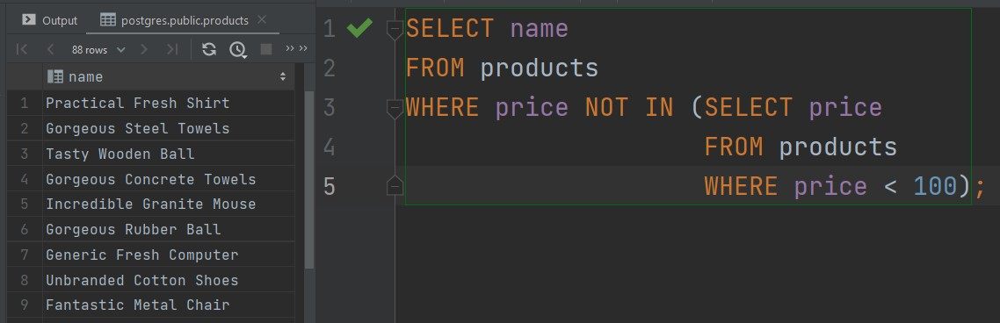 Output
postgres.public.products
88 rows
name
1 Practical Fresh Shirt
2 Gorgeous Steel Towels
3 Tasty Wooden Ball
4 Gorgeous Concrete Towels
5 Incredible Granite Mouse
6 Gorgeous Rubber Ball
7 Generic Fresh Computer
8 Unbranded Cotton Shoes
9 Fantastic Metal Chair
1 SELECT name
2 FROM products
3 WHERE price NOT IN (SELECT price
4 FROM products
5 WHERE price < 100);